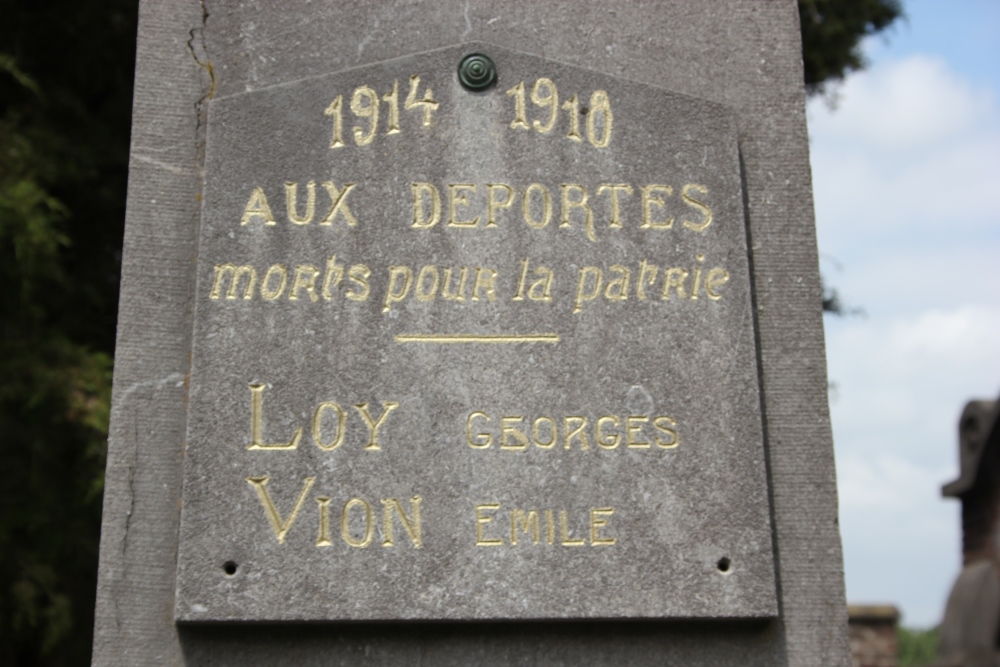 1914 1918
AUX DEPORTES
morts pour la patrie
LOY GEORGES
VION EMILE